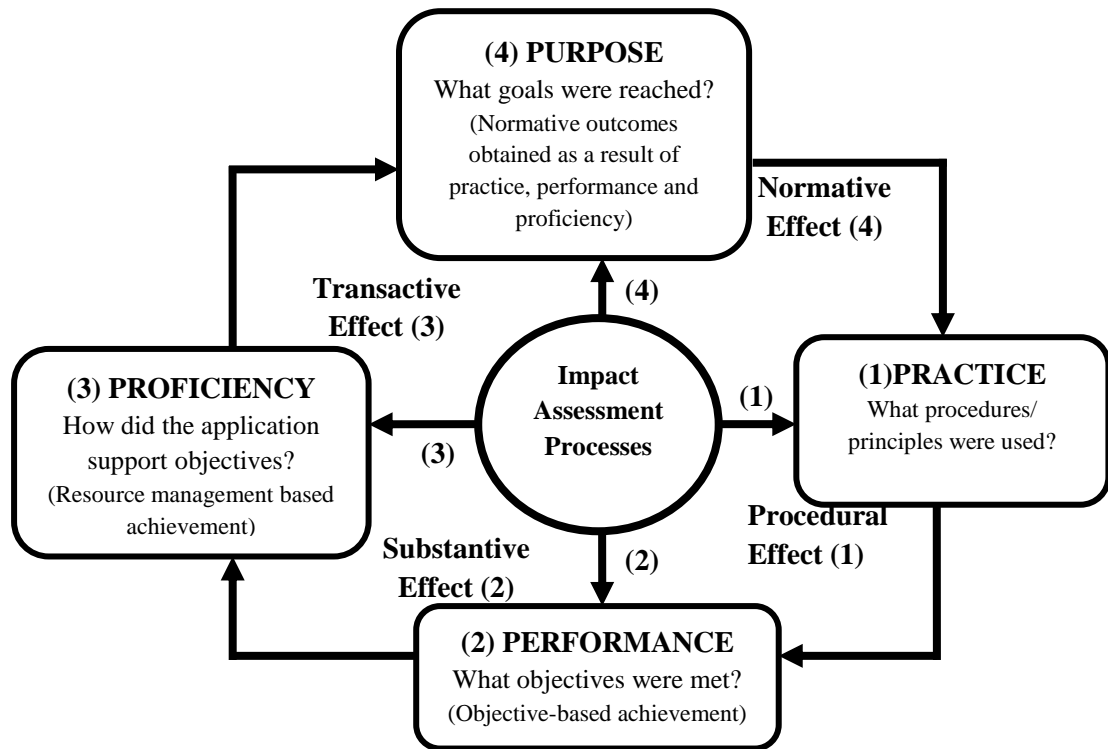 (4) PURPOSE
What goals were reached?
(Normative outcomes
obtained as a result of
practice, performance and
proficiency)
Normative
Effect (4)
Transactive
Effect (3)
(4)
(3) PROFICIENCY
How did the application
support objectives?
(Resource management based
achievement)
(3)
Impact
Assessment
Processes
(1)
(1)PRACTICE
What procedures/
principles were used?
Procedural
Effect (1)
Substantive
Effect (2)
(2)
(2) PERFORMANCE
What objectives were met?
(Objective-based achievement)